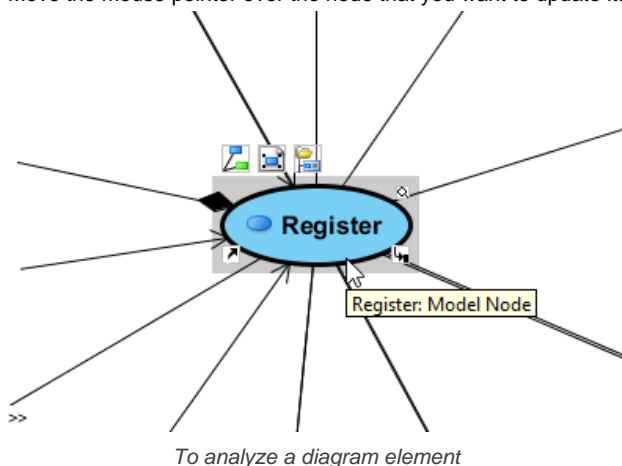 Move the mouse pointer over the node that you want to update it.
Register
Register: Model Node
>>
To analyze a diagram element